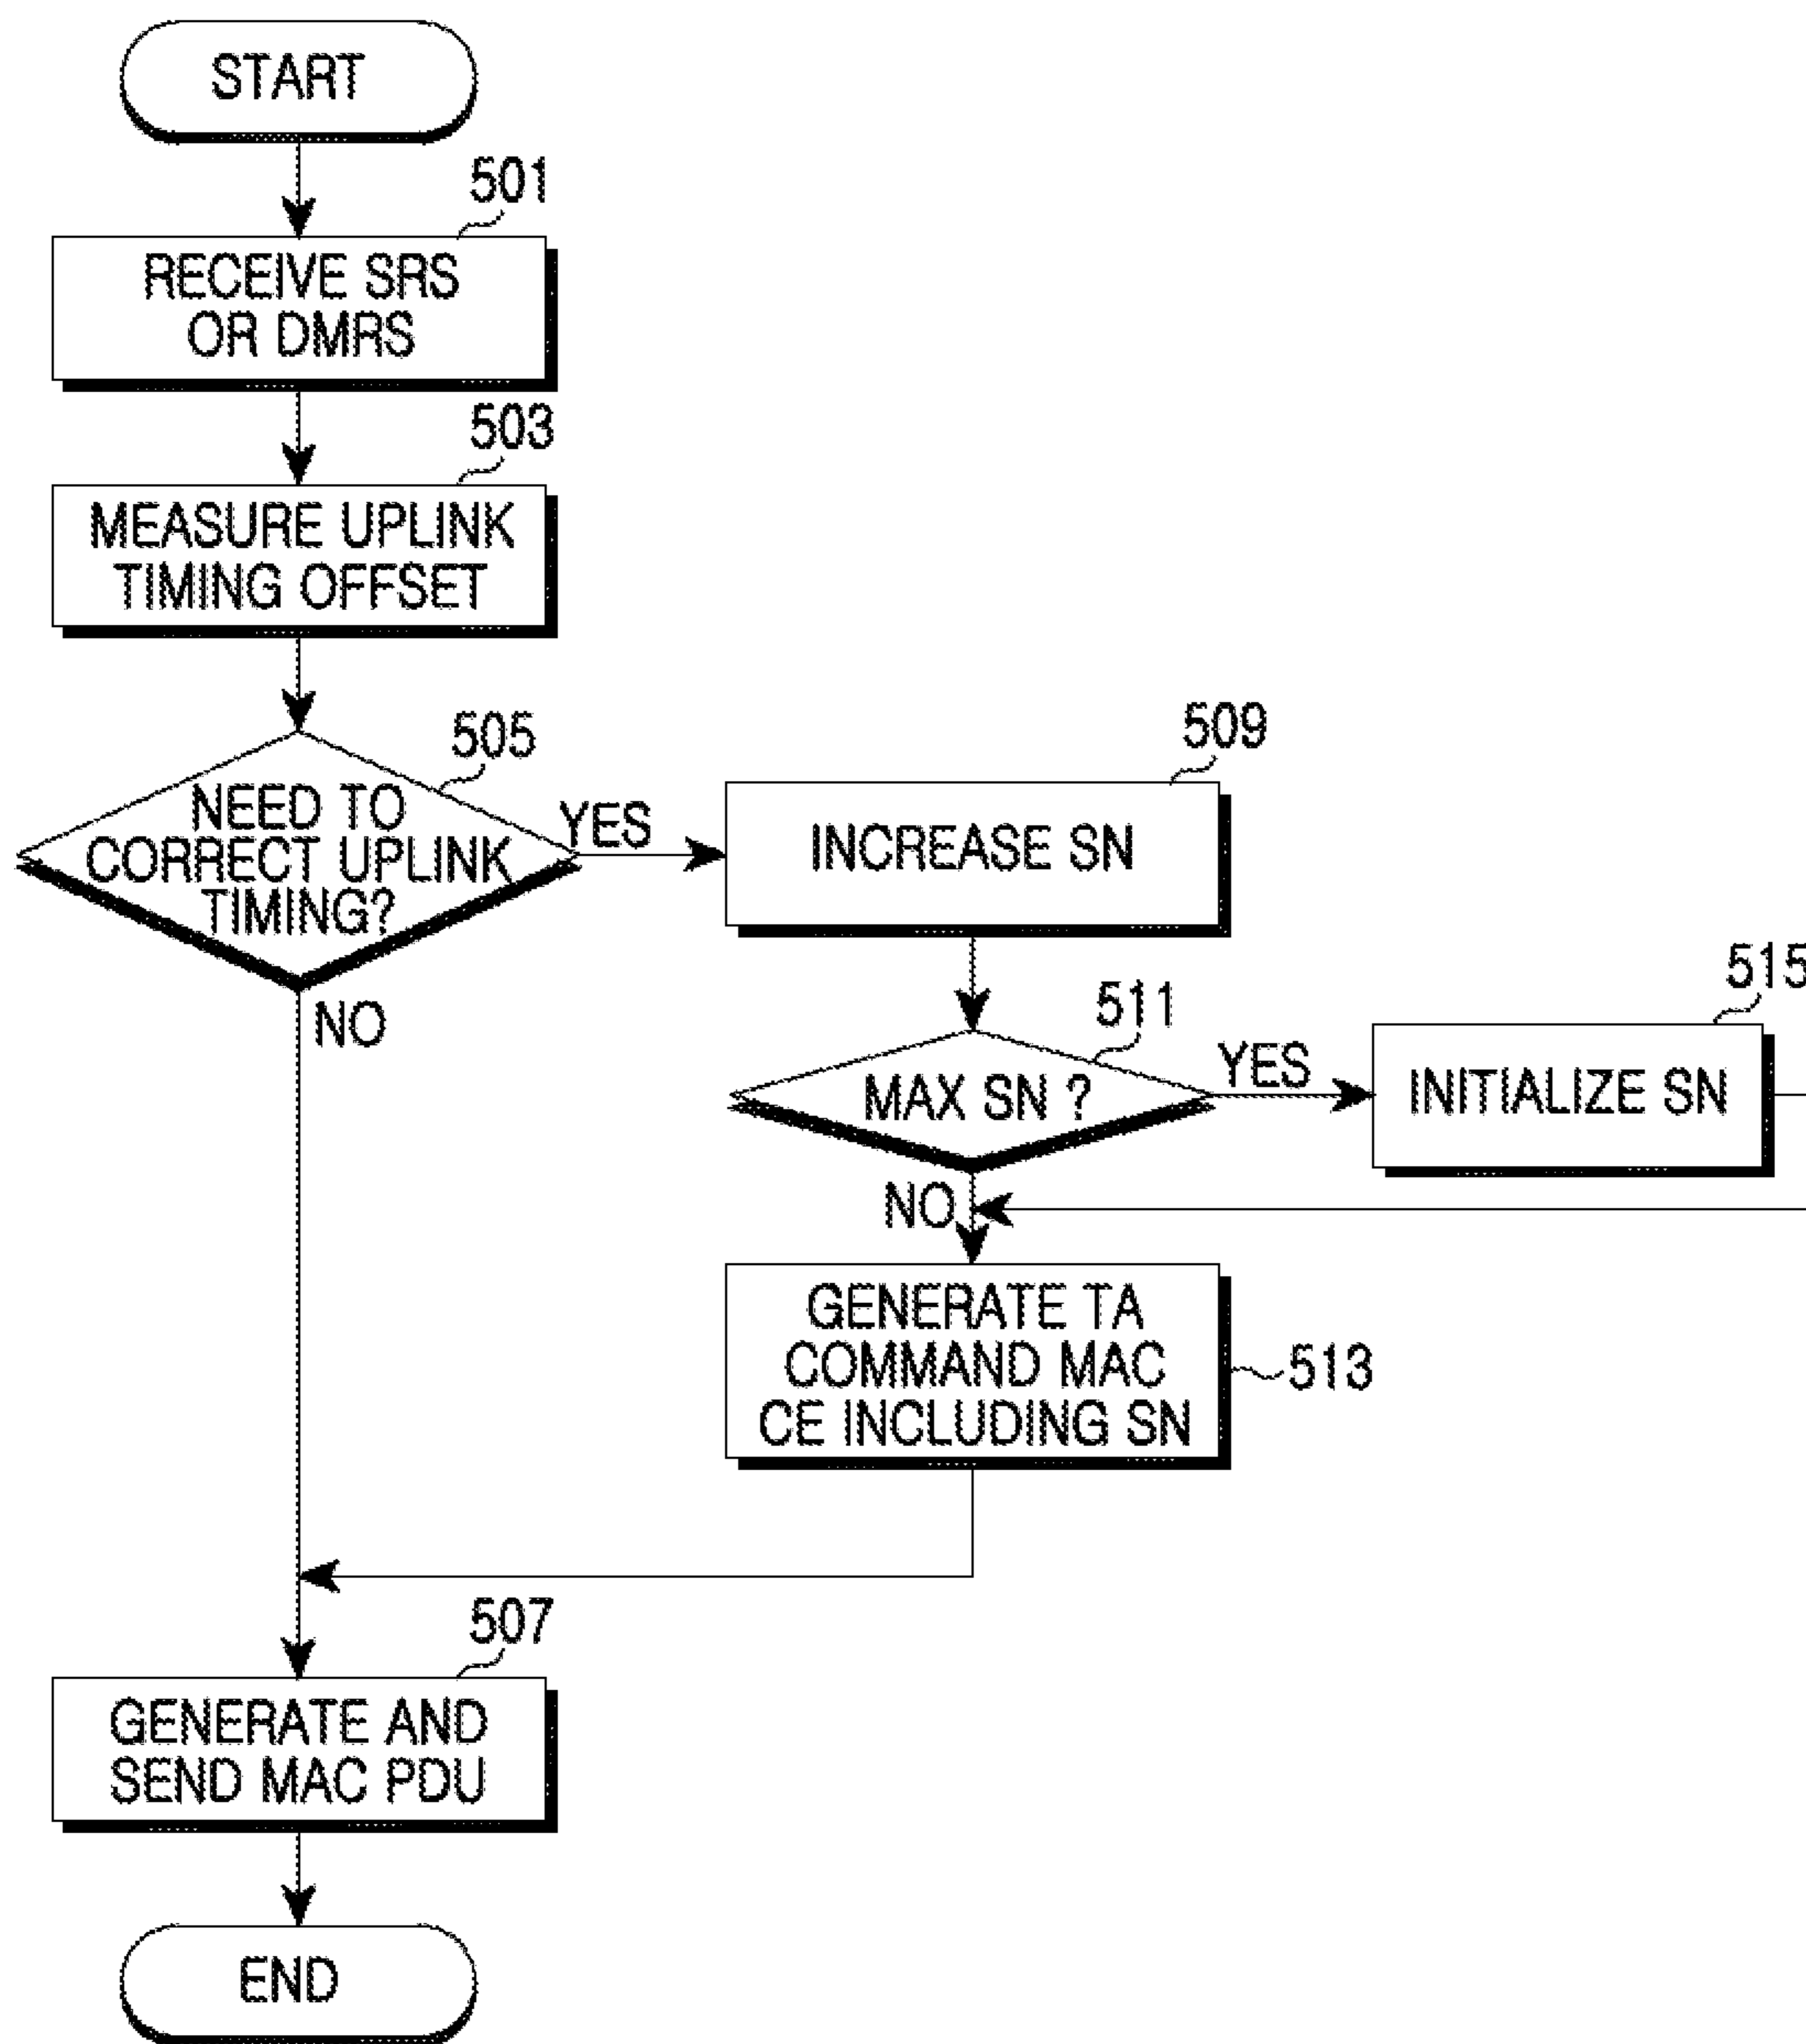 START
501
RECEIVE SRS
OR DMRS
503
MEASURE UPLINK
TIMING OFFSET
505
NEED TO
CORRECT UPLINK
TIMING?
YES
NO
509
INCREASE SN
511
MAX SN ?
YES
NO
515
INITIALIZE SN
GENERATE TA
COMMAND MAC
CE INCLUDING SN
513
507
GENERATE AND
SEND MAC PDU
END